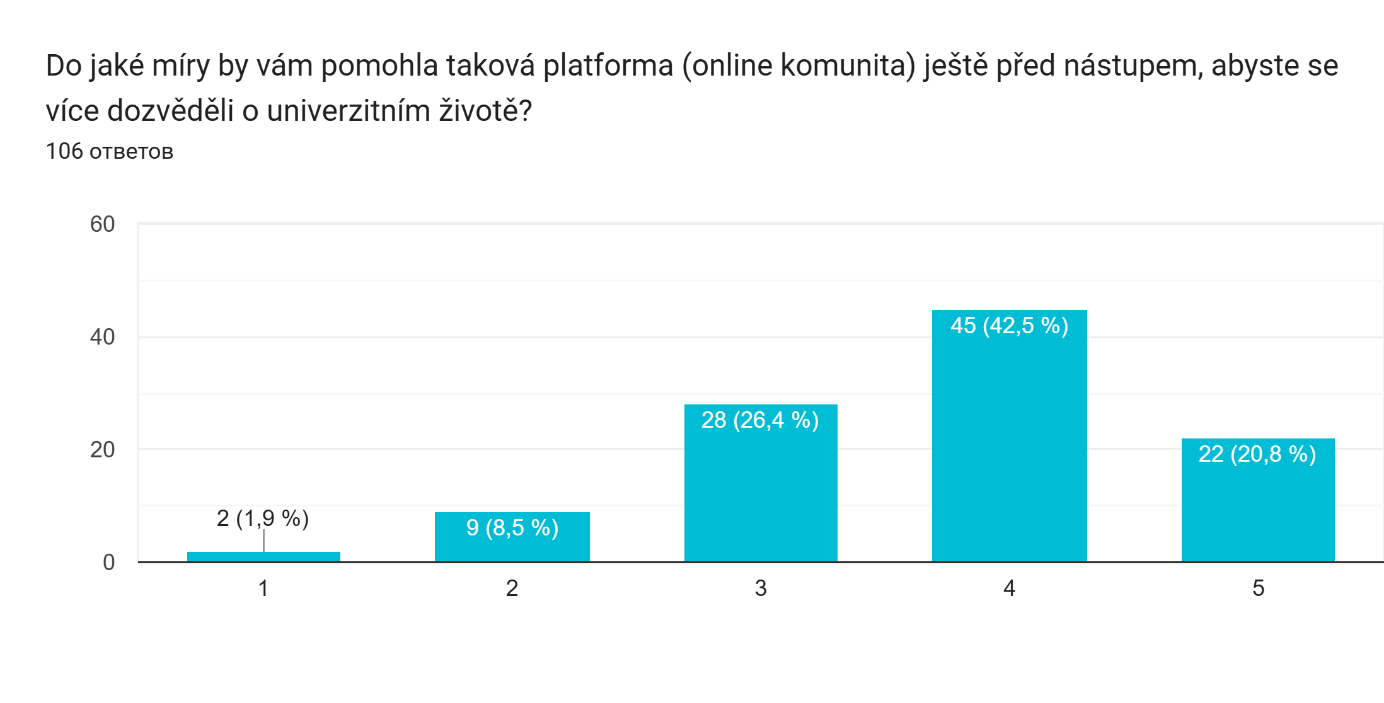 Do jaké míry by vám pomohla taková platforma (online komunita) ještě před nástupem, abyste se
více dozvěděli o univerzitním životě?
106 ответов
60
40
20
0
2 (1,9 %)
9 (8,5 %)
28 (26,4 %)
45 (42,5 %)
22 (20,8 %)
1 2 3 4 5